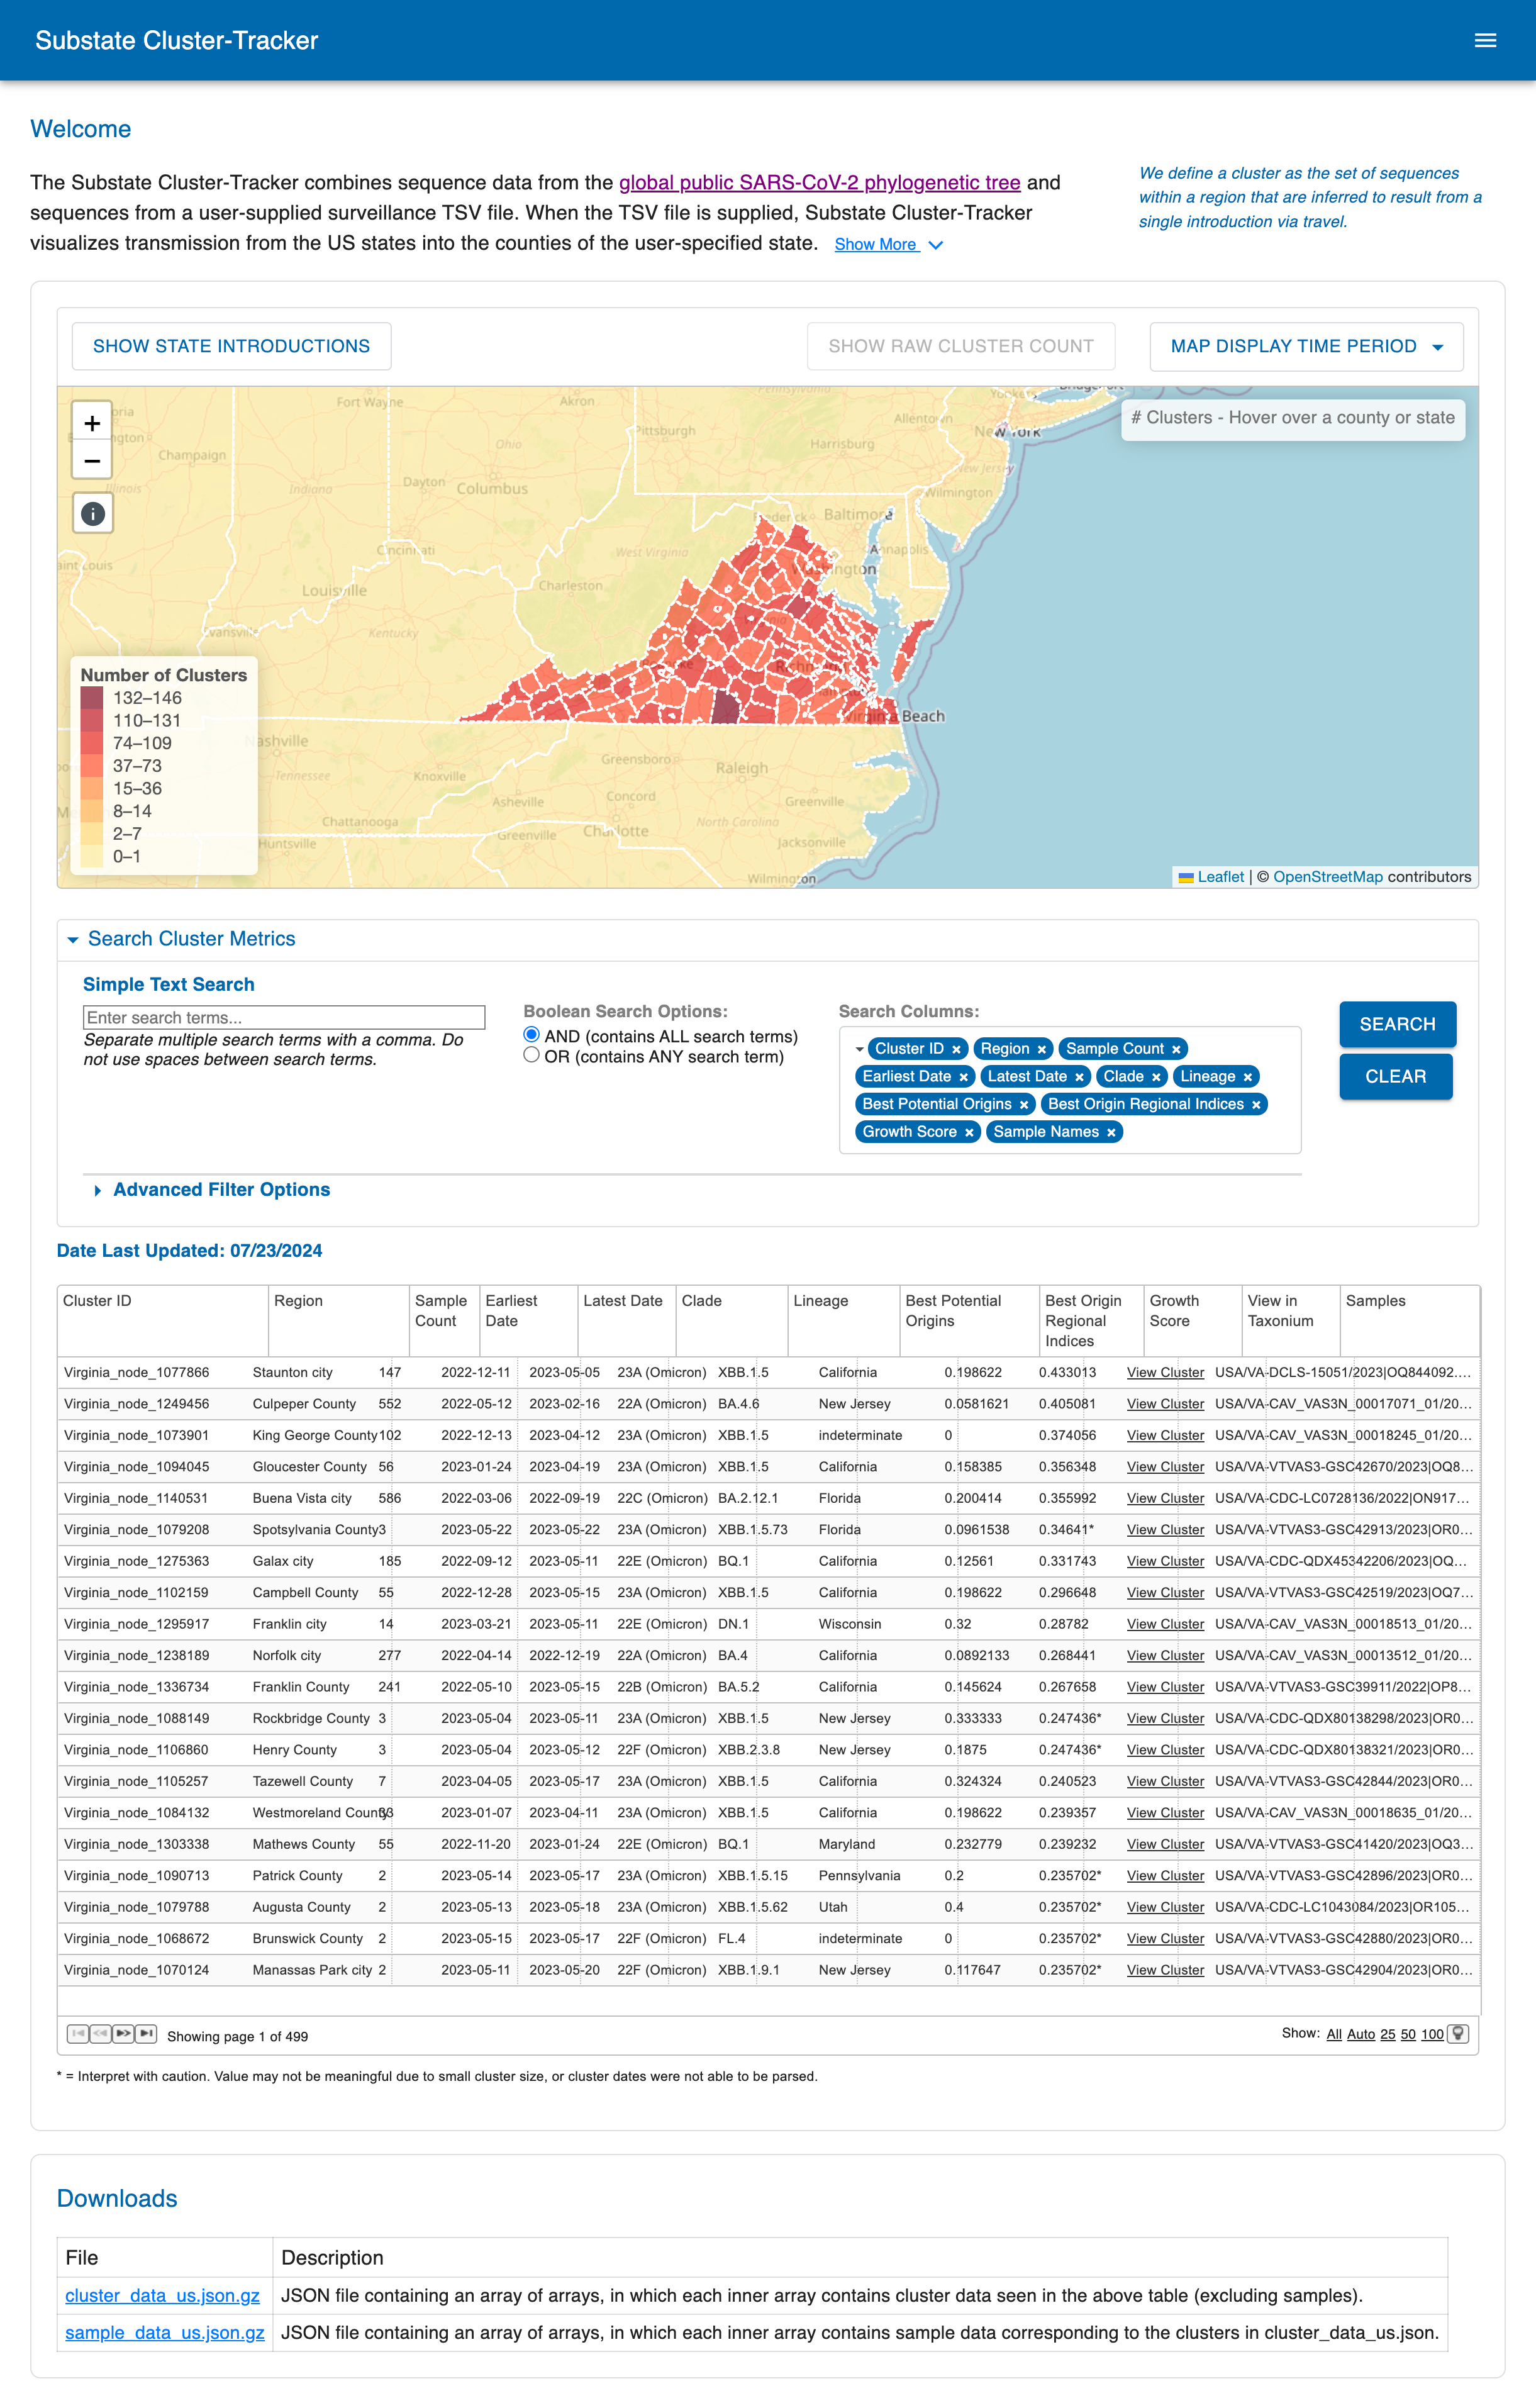 Substate Cluster-Tracker
Welcome
The Substate Cluster-Tracker combines sequence data from the global public SARS-CoV-2 phylogenetic tree and
sequences from a user-supplied surveillance TSV file. When the TSV file is supplied, Substate Cluster-Tracker
visualizes transmission from the US states into the counties of the user-specified state. Show More
We define a cluster as the set of sequences
within a region that are inferred to result from a
single introduction via travel.
SHOW STATE INTRODUCTIONS
SHOW RAW CLUSTER COUNT
MAP DISPLAY TIME PERIOD
+
−
i
# Clusters - Hover over a county or state
Pennsylvania
Fort Wayne
Akron
Yonkers
Allentown
Pittsburgh
New York
Ohio
Harrisburg
Champaign
New Jersey
Dayton
Columbus
Illinois
Indiana
Wilmington
Baltimore
Cincinnati
Annapolis
West Virginia
Washington
Louisville
Charleston
Evansville
Kentucky
Virginia Beach
Nashville
Greensboro
Raleigh
Tennessee
Knoxville
Asheville
Concord
Greenville
Chattanooga
Charlotte
North Carolina
Greenville
Huntsville
Jacksonville
Wilmington
Number of Clusters
132–146
110–131
74–109
37–73
15–36
8–14
2–7
0–1
Leaflet | © OpenStreetMap contributors
Search Cluster Metrics
Simple Text Search
Enter search terms...
Separate multiple search terms with a comma. Do
not use spaces between search terms.
Boolean Search Options:
AND (contains ALL search terms)
OR (contains ANY search term)
Search Columns:
Cluster ID × Region × Sample Count ×
Earliest Date × Latest Date × Clade × Lineage ×
Best Potential Origins × Best Origin Regional Indices ×
Growth Score × Sample Names ×
SEARCH
CLEAR
Advanced Filter Options
Date Last Updated: 07/23/2024
Cluster ID Region Sample Count Earliest Date Latest Date Clade Lineage Best Potential Origins Best Origin Regional Indices Growth Score View in Taxonium Samples
Virginia_node_1077866 Staunton city 147 2022-12-11 2023-05-05 23A (Omicron) XBB.1.5 California 0.198622 0.433013 View Cluster USA/VA-DCLS-15051/2023|OQ844092....
Virginia_node_1249456 Culpeper County 552 2022-05-12 2023-02-16 22A (Omicron) BA.4.6 New Jersey 0.0581621 0.405081 View Cluster USA/VA-CAV_VAS3N_00017071_01/20...
Virginia_node_1073901 King George County 102 2022-12-13 2023-04-12 23A (Omicron) XBB.1.5 indeterminate 0 0.374056 View Cluster USA/VA-CAV_VAS3N_00018245_01/20...
Virginia_node_1094045 Gloucester County 56 2023-01-24 2023-04-19 23A (Omicron) XBB.1.5 California 0.158385 0.356348 View Cluster USA/VA-VTVAS3-GSC42670/2023|OQ8...
Virginia_node_1140531 Buena Vista city 586 2022-03-06 2022-09-19 22C (Omicron) BA.2.12.1 Florida 0.200414 0.355992 View Cluster USA/VA-CDC-LC0728136/2022|ON917...
Virginia_node_1079208 Spotsylvania County 3 2023-05-22 2023-05-22 23A (Omicron) XBB.1.5.73 Florida 0.0961538 0.34641* View Cluster USA/VA-VTVAS3-GSC42913/2023|OR0...
Virginia_node_1275363 Galax city 185 2022-09-12 2023-05-11 22E (Omicron) BQ.1 California 0.12561 0.331743 View Cluster USA/VA-CDC-QDX45342206/2023|OQ...
Virginia_node_1102159 Campbell County 55 2022-12-28 2023-05-15 23A (Omicron) XBB.1.5 California 0.198622 0.296648 View Cluster USA/VA-VTVAS3-GSC42519/2023|OQ7...
Virginia_node_1295917 Franklin city 14 2023-03-21 2023-05-11 22E (Omicron) DN.1 Wisconsin 0.32 0.28782 View Cluster USA/VA-CAV_VAS3N_00018513_01/20...
Virginia_node_1238189 Norfolk city 277 2022-04-14 2022-12-19 22A (Omicron) BA.4 California 0.0892133 0.268441 View Cluster USA/VA-CAV_VAS3N_00013512_01/20...
Virginia_node_1336734 Franklin County 241 2022-05-10 2023-05-15 22B (Omicron) BA.5.2 California 0.145624 0.267658 View Cluster USA/VA-VTVAS3-GSC39911/2022|OP8...
Virginia_node_1088149 Rockbridge County 3 2023-05-04 2023-05-11 23A (Omicron) XBB.1.5 New Jersey 0.333333 0.247436* View Cluster USA/VA-CDC-QDX80138298/2023|OR0...
Virginia_node_1106860 Henry County 3 2023-05-04 2023-05-12 22F (Omicron) XBB.2.3.8 New Jersey 0.1875 0.247436* View Cluster USA/VA-CDC-QDX80138321/2023|OR0...
Virginia_node_1105257 Tazewell County 7 2023-04-05 2023-05-17 23A (Omicron) XBB.1.5 California 0.324324 0.240523 View Cluster USA/VA-VTVAS3-GSC42844/2023|OR0...
Virginia_node_1084132 Westmoreland County 33 2023-01-07 2023-04-11 23A (Omicron) XBB.1.5 California 0.198622 0.239357 View Cluster USA/VA-CAV_VAS3N_00018635_01/20...
Virginia_node_1303338 Mathews County 55 2022-11-20 2023-01-24 22E (Omicron) BQ.1 Maryland 0.232779 0.239232 View Cluster USA/VA-VTVAS3-GSC41420/2023|OQ3...
Virginia_node_1090713 Patrick County 2 2023-05-14 2023-05-17 23A (Omicron) XBB.1.5.15 Pennsylvania 0.2 0.235702* View Cluster USA/VA-VTVAS3-GSC42896/2023|OR0...
Virginia_node_1079788 Augusta County 2 2023-05-13 2023-05-18 23A (Omicron) XBB.1.5.62 Utah 0.4 0.235702* View Cluster USA/VA-CDC-LC1043084/2023|OR105...
Virginia_node_1068672 Brunswick County 2 2023-05-15 2023-05-17 22F (Omicron) FL.4 indeterminate 0 0.235702* View Cluster USA/VA-VTVAS3-GSC42880/2023|OR0...
Virginia_node_1070124 Manassas Park city 2 2023-05-11 2023-05-20 22F (Omicron) XBB.1.9.1 New Jersey 0.117647 0.235702* View Cluster USA/VA-VTVAS3-GSC42904/2023|OR0...
Showing page 1 of 499
Show: All Auto 25 50 100
* = Interpret with caution. Value may not be meaningful due to small cluster size, or cluster dates were not able to be parsed.
Downloads
File Description
cluster_data_us.json.gz JSON file containing an array of arrays, in which each inner array contains cluster data seen in the above table (excluding samples).
sample_data_us.json.gz JSON file containing an array of arrays, in which each inner array contains sample data corresponding to the clusters in cluster_data_us.json.